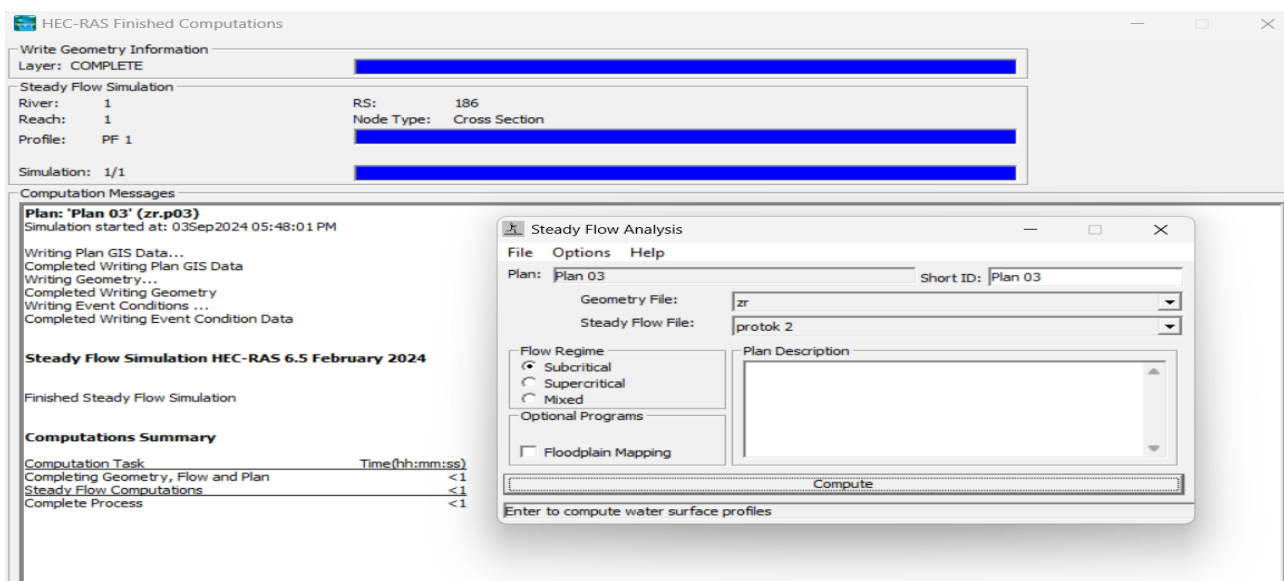 HEC-RAS Finished Computations
Write Geometry Information
Layer: COMPLETE
Steady Flow Simulation
River: 1 RS: 186
Reach: 1 Node Type: Cross Section
Profile: PF 1
Simulation: 1/1
Computation Messages
Plan: 'Plan 03' (zr.p03)
Simulation started at: 03Sep2024 05:48:01 PM
Writing Plan GIS Data...
Completed Writing Plan GIS Data
Writing Geometry...
Completed Writing Geometry
Writing Event Conditions ...
Completed Writing Event Condition Data
Steady Flow Simulation HEC-RAS 6.5 February 2024
Finished Steady Flow Simulation
Computations Summary
Computation Task Time(hh:mm:ss)
Completing Geometry, Flow and Plan <1
Steady Flow Computations <1
Complete Process <1
Steady Flow Analysis
File Options Help
Plan: Plan 03 Short ID: Plan 03
Geometry File: zr
Steady Flow File: protok 2
Flow Regime
Subcritical
Supercritical
Mixed
Optional Programs
Floodplain Mapping
Plan Description
Compute
Enter to compute water surface profiles